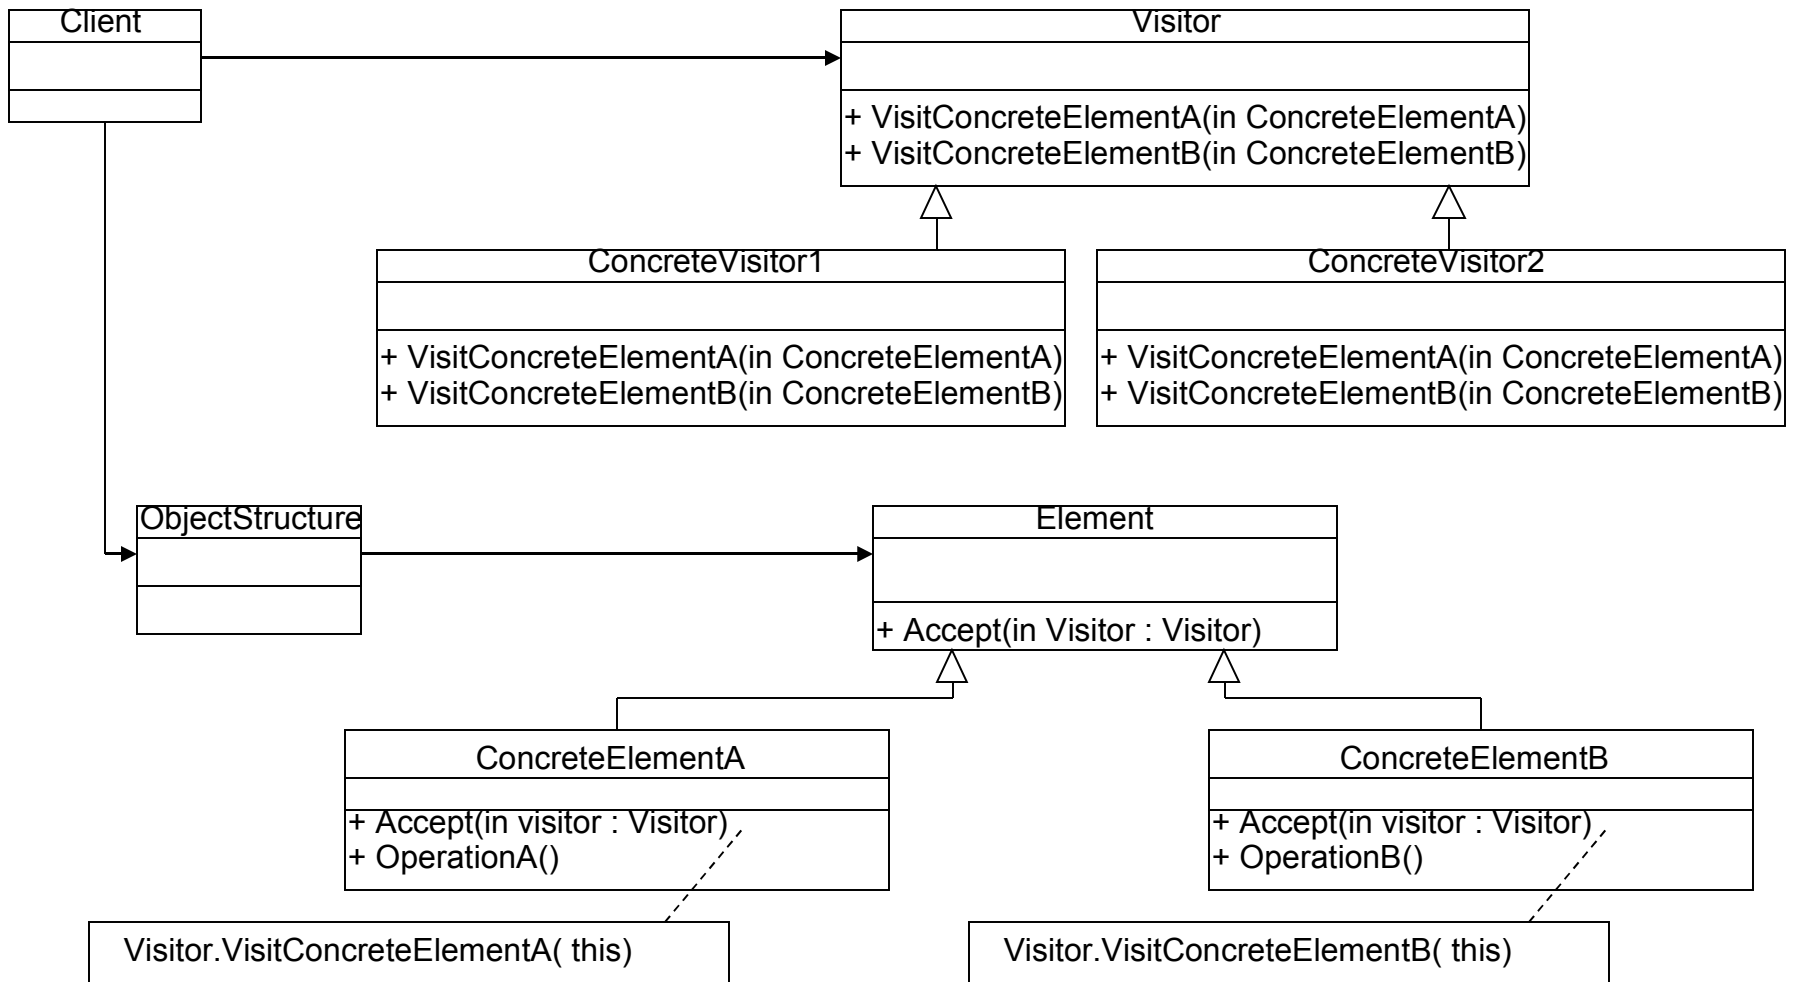 Client
Visitor
+ VisitConcreteElementA(in ConcreteElementA)
+ VisitConcreteElementB(in ConcreteElementB)
ConcreteVisitor1
+ VisitConcreteElementA(in ConcreteElementA)
+ VisitConcreteElementB(in ConcreteElementB)
ConcreteVisitor2
+ VisitConcreteElementA(in ConcreteElementA)
+ VisitConcreteElementB(in ConcreteElementB)
ObjectStructure
Element
+ Accept(in Visitor : Visitor)
ConcreteElementA
+ Accept(in visitor : Visitor)
+ OperationA()
ConcreteElementB
+ Accept(in visitor : Visitor)
+ OperationB()
Visitor.VisitConcreteElementA( this)
Visitor.VisitConcreteElementB( this)